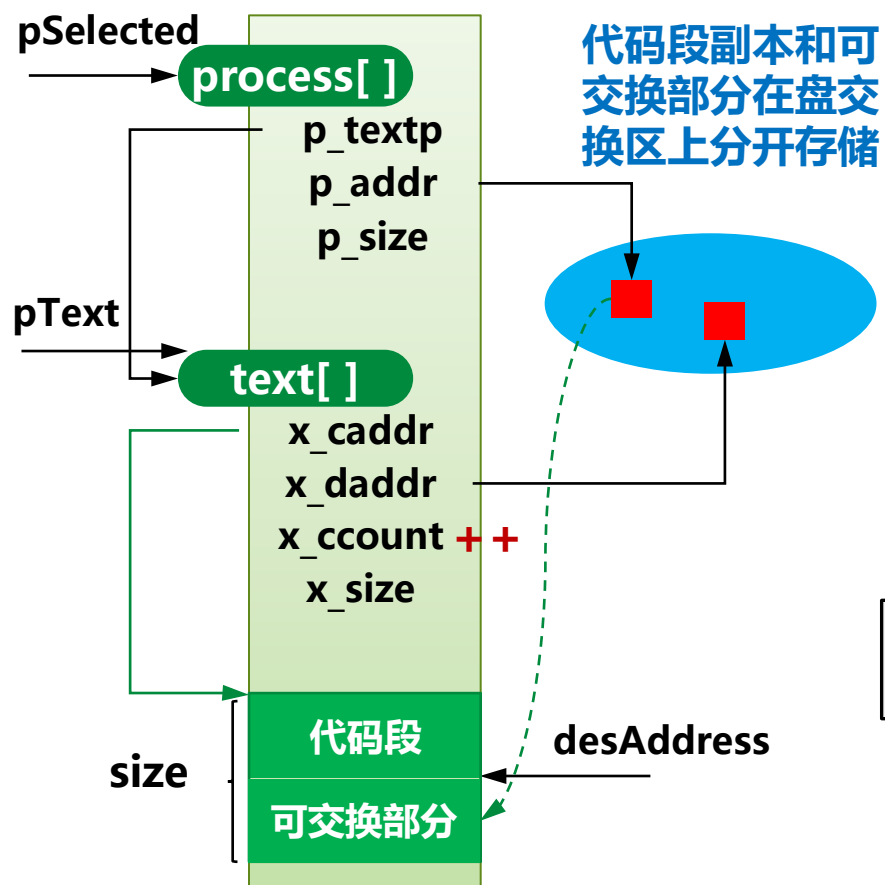 pSelected
process[ ]
代码段副本和可
交换部分在盘交
换区上分开存储
p_textp
p_addr
p_size
pText
text[ ]
x_caddr
x_daddr
x_ccount ++
x_size
代码段
desAddress
size
可交换部分